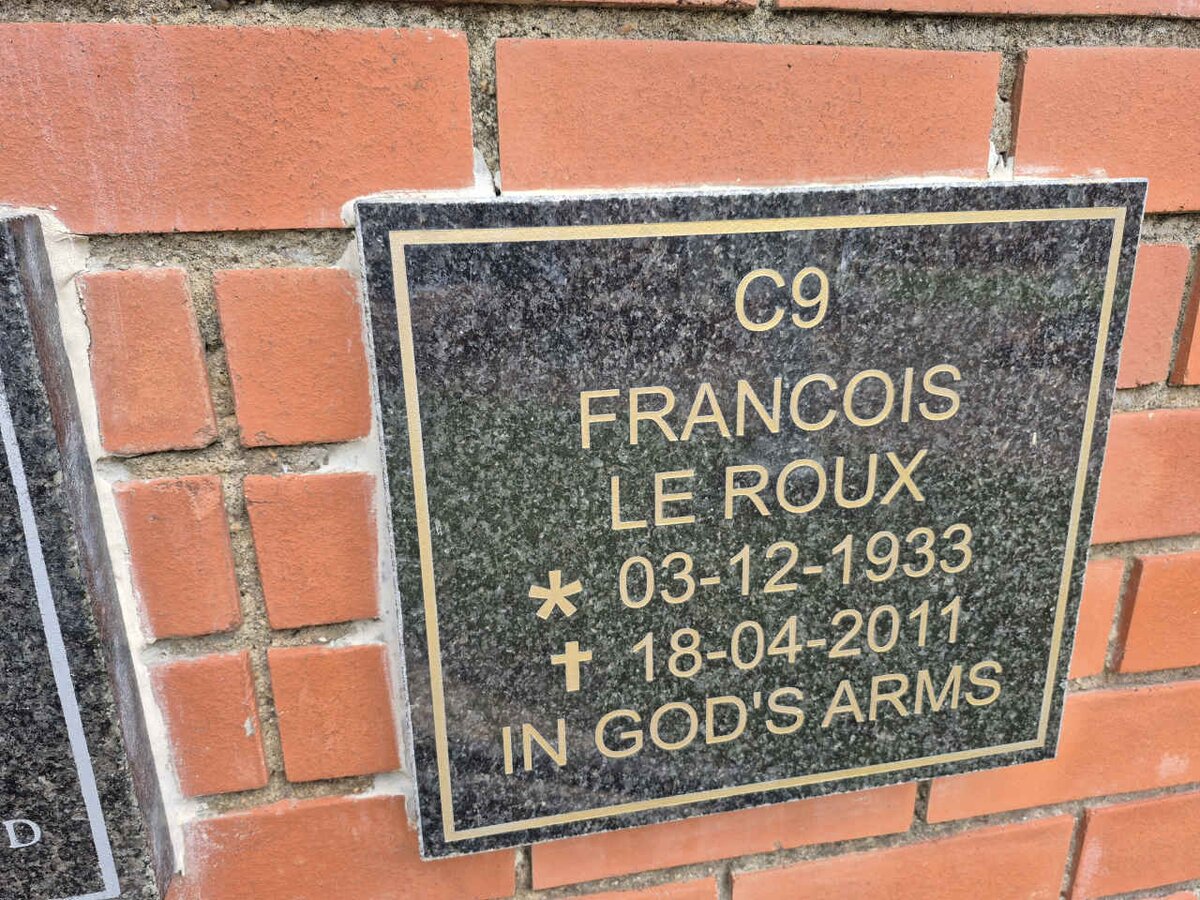 C9
FRANCOIS
LE ROUX
* 03-12-1933
✝ 18-04-2011
IN GOD'S ARMS
D